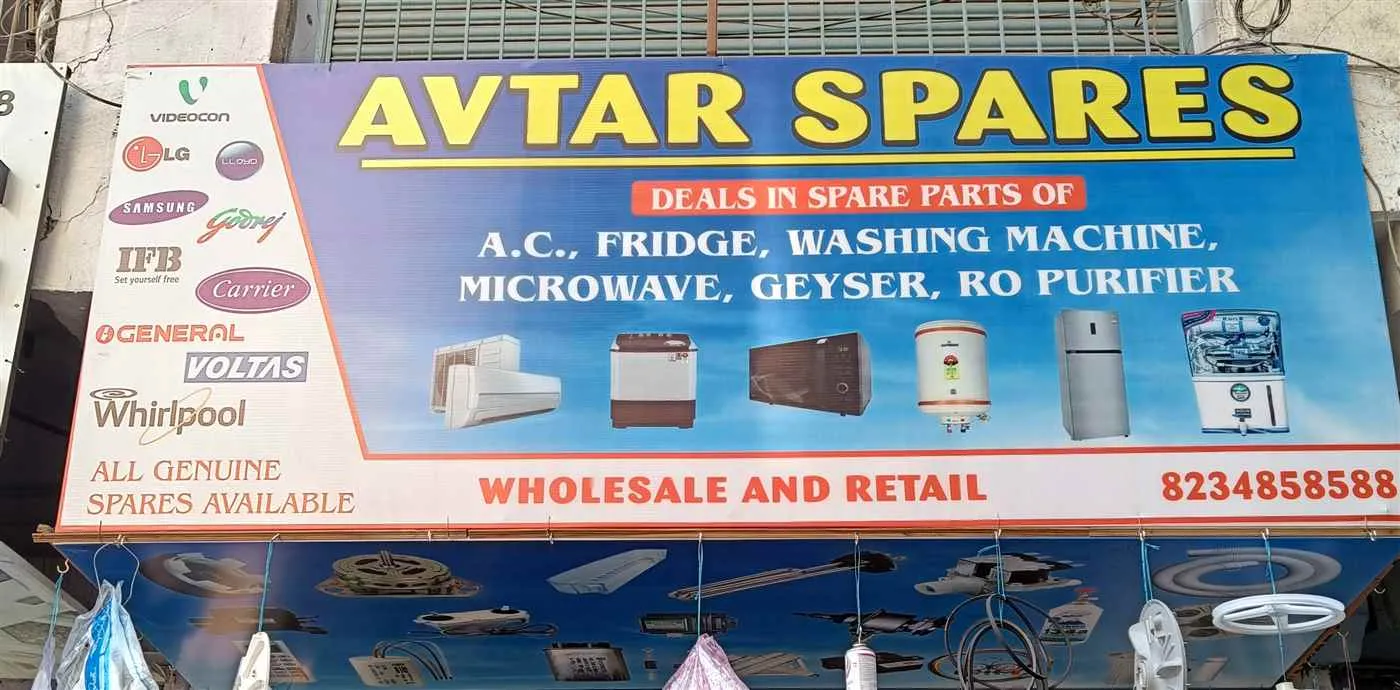 AVTAR SPARES
DEALS IN SPARE PARTS OF
A.C., FRIDGE, WASHING MACHINE,
MICROWAVE, GEYSER, RO PURIFIER
VIDEOCON
LG
LLOYD
SAMSUNG
Godrej
IFB
Set yourself free
Carrier
GENERAL
VOLTAS
Whirlpool
ALL GENUINE
SPARES AVAILABLE
WHOLESALE AND RETAIL
8234858588
8